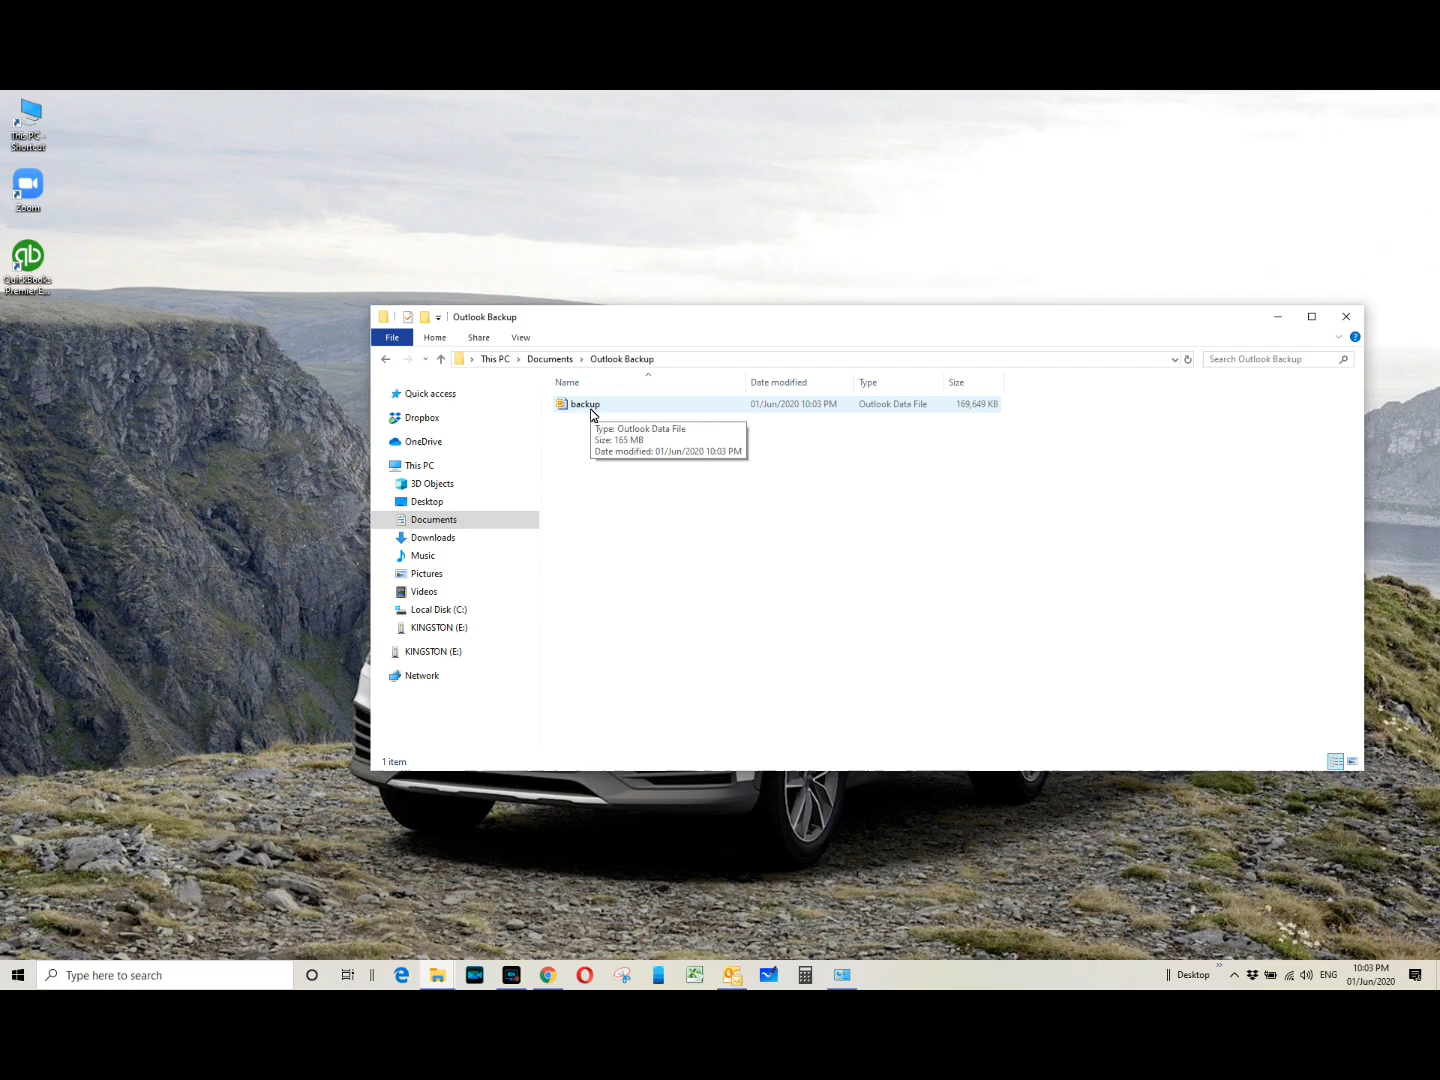 This PC -
Shortcut
Zoom
QuickBooks
Premier E...
Outlook Backup
File
Home
Share
View
This PC
Documents
Outlook Backup
Search Outlook Backup
Name
Date modified
Type
Size
backup
01/Jun/2020 10:03 PM
Outlook Data File
169,649 KB
Type: Outlook Data File
Size: 165 MB
Date modified: 01/Jun/2020 10:03 PM
Quick access
Dropbox
OneDrive
This PC
3D Objects
Desktop
Documents
Downloads
Music
Pictures
Videos
Local Disk (C:)
KINGSTON (E:)
KINGSTON (E:)
Network
1 item
Type here to search
Desktop
ENG
10:03 PM
01/Jun/2020